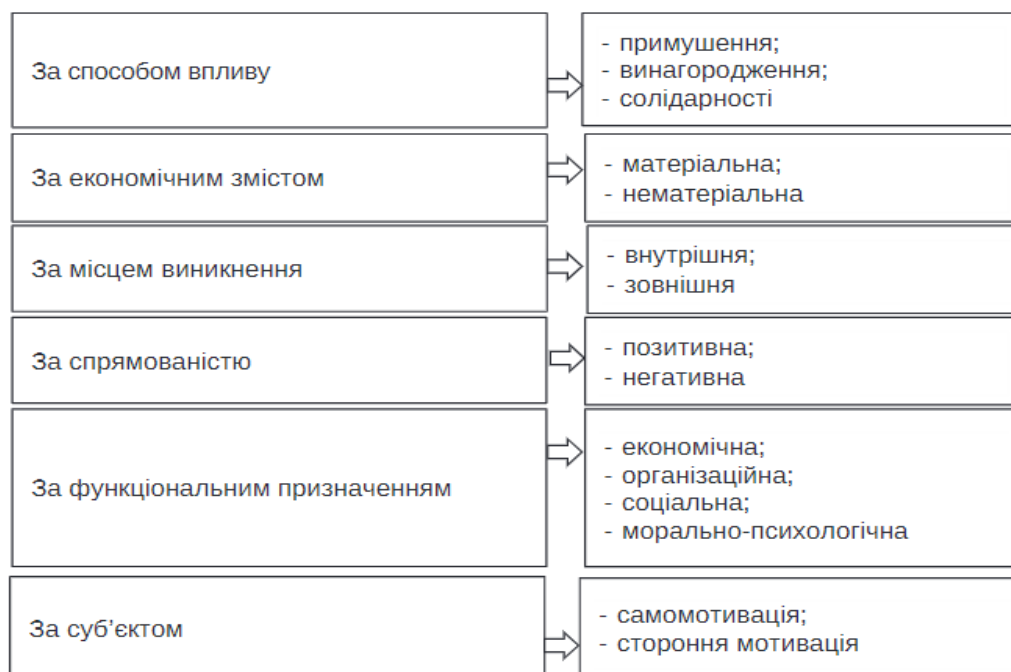 За способом впливу
- примушення;
- винагородження;
- солідарності
За економічним змістом
- матеріальна;
- нематеріальна
За місцем виникнення
- внутрішня;
- зовнішня
За спрямованістю
- позитивна;
- негативна
За функціональним призначенням
- економічна;
- організаційна;
- соціальна;
- морально-психологічна
За суб’єктом
- самомотивація;
- стороння мотивація